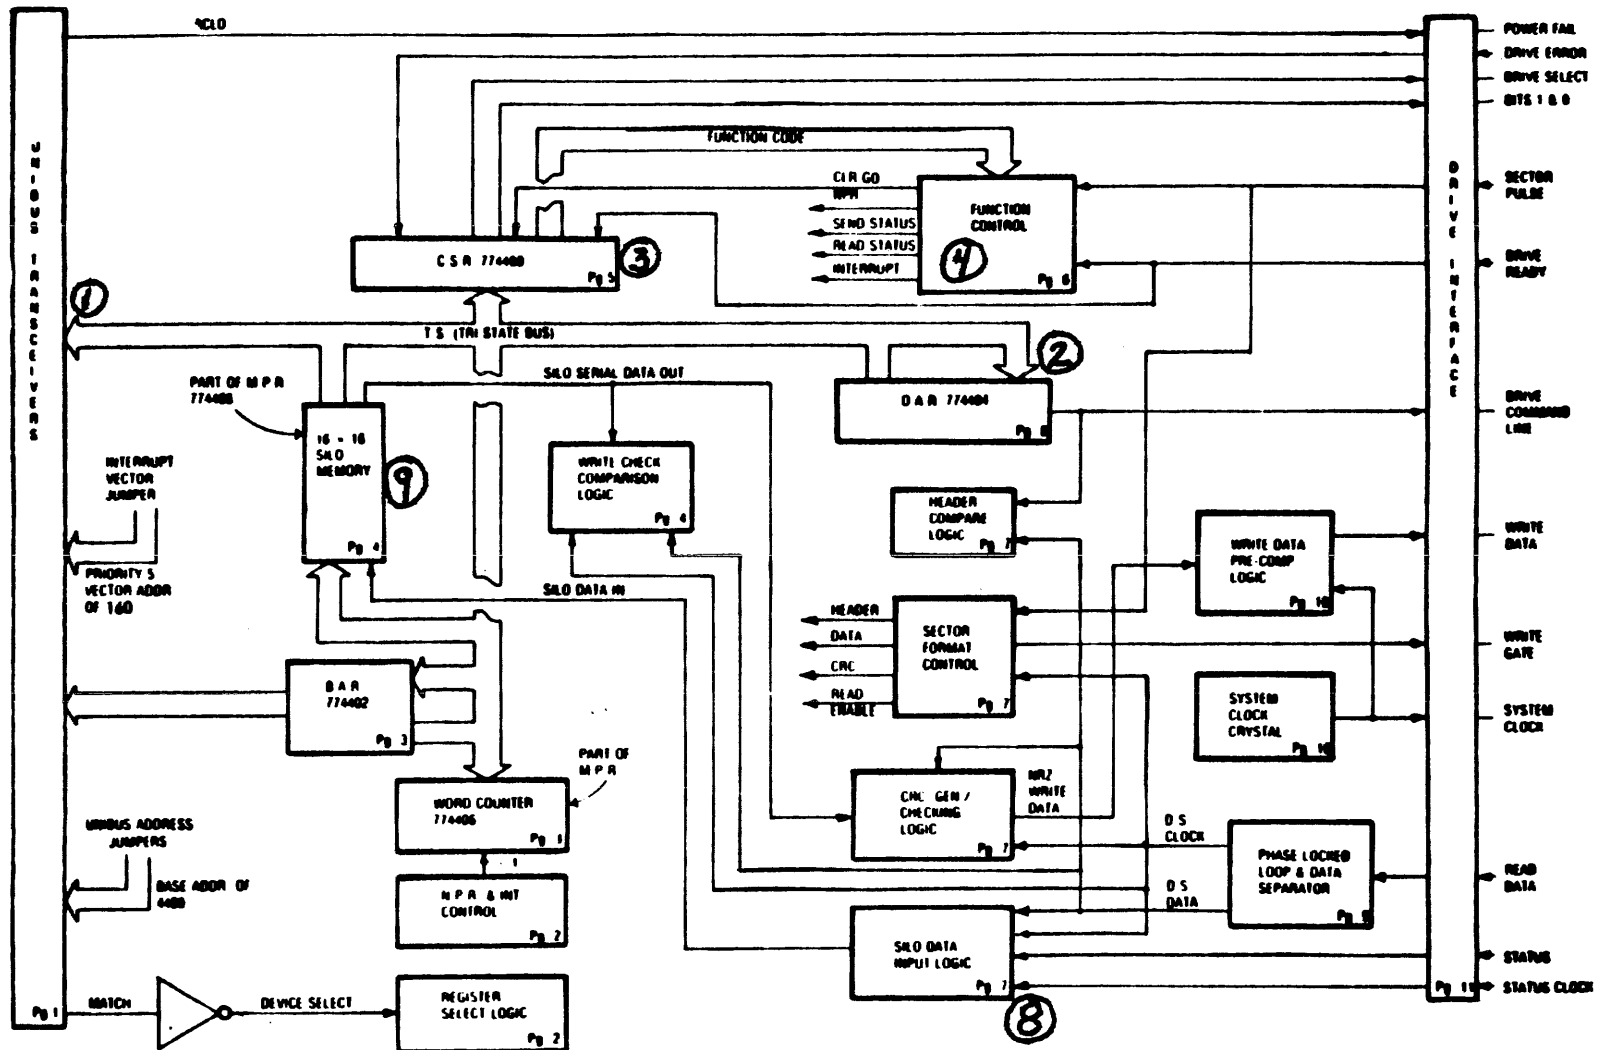 UNIBUS TRANSCEIVERS
Pg 1
ACLO
POWER FAIL
DRIVE ERROR
DRIVE SELECT
BITS 1 & 0
FUNCTION CODE
CLR GO
NPR
SEND STATUS
READ STATUS
INTERRUPT
FUNCTION
CONTROL
4
Pg 6
SECTOR
PULSE
DRIVE
READY
DRIVE INTERFACE
C S R 774400
Pg 5
3
1
T S (TRI STATE BUS)
2
PART OF M P R
774406
SILO SERIAL DATA OUT
D A R 774404
Pg 8
DRIVE
COMMAND
LINE
16 × 16
SILO
MEMORY
9
Pg 4
WRITE CHECK
COMPARISON
LOGIC
Pg 4
INTERRUPT
VECTOR
JUMPER
HEADER
COMPARE
LOGIC
Pg 7
WRITE DATA
PRE-COMP
LOGIC
Pg 10
WRITE
DATA
PRIORITY 5
VECTOR ADDR
OF 160
SILO DATA IN
HEADER
DATA
CRC
READ
ENABLE
SECTOR
FORMAT
CONTROL
Pg 7
WRITE
GATE
B A R
774402
Pg 3
SYSTEM
CLOCK
CRYSTAL
Pg 10
SYSTEM
CLOCK
PART OF
M P R
WORD COUNTER
774406
Pg 1
1
CRC GEN /
CHECKING
LOGIC
Pg 7
NRZ
WRITE
DATA
D S
CLOCK
UNIBUS ADDRESS
JUMPERS
BASE ADDR OF
4400
N P R & INT
CONTROL
Pg 2
D S
DATA
PHASE LOCKED
LOOP & DATA
SEPARATOR
Pg 9
READ
DATA
SILO DATA
INPUT LOGIC
Pg 7
8
STATUS
STATUS CLOCK
Pg 11
MATCH
DEVICE SELECT
REGISTER
SELECT LOGIC
Pg 2